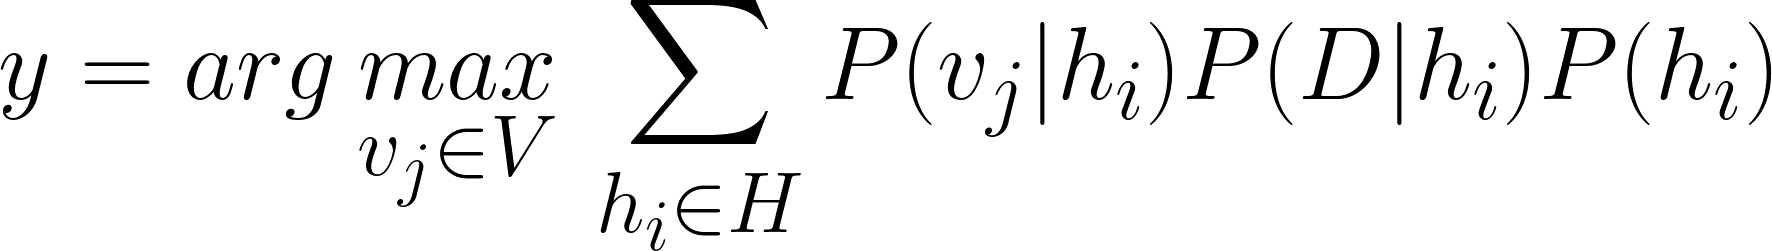 y = arg max_{v_j ∈ V} ∑_{h_i ∈ H} P(v_j|h_i)P(D|h_i)P(h_i)